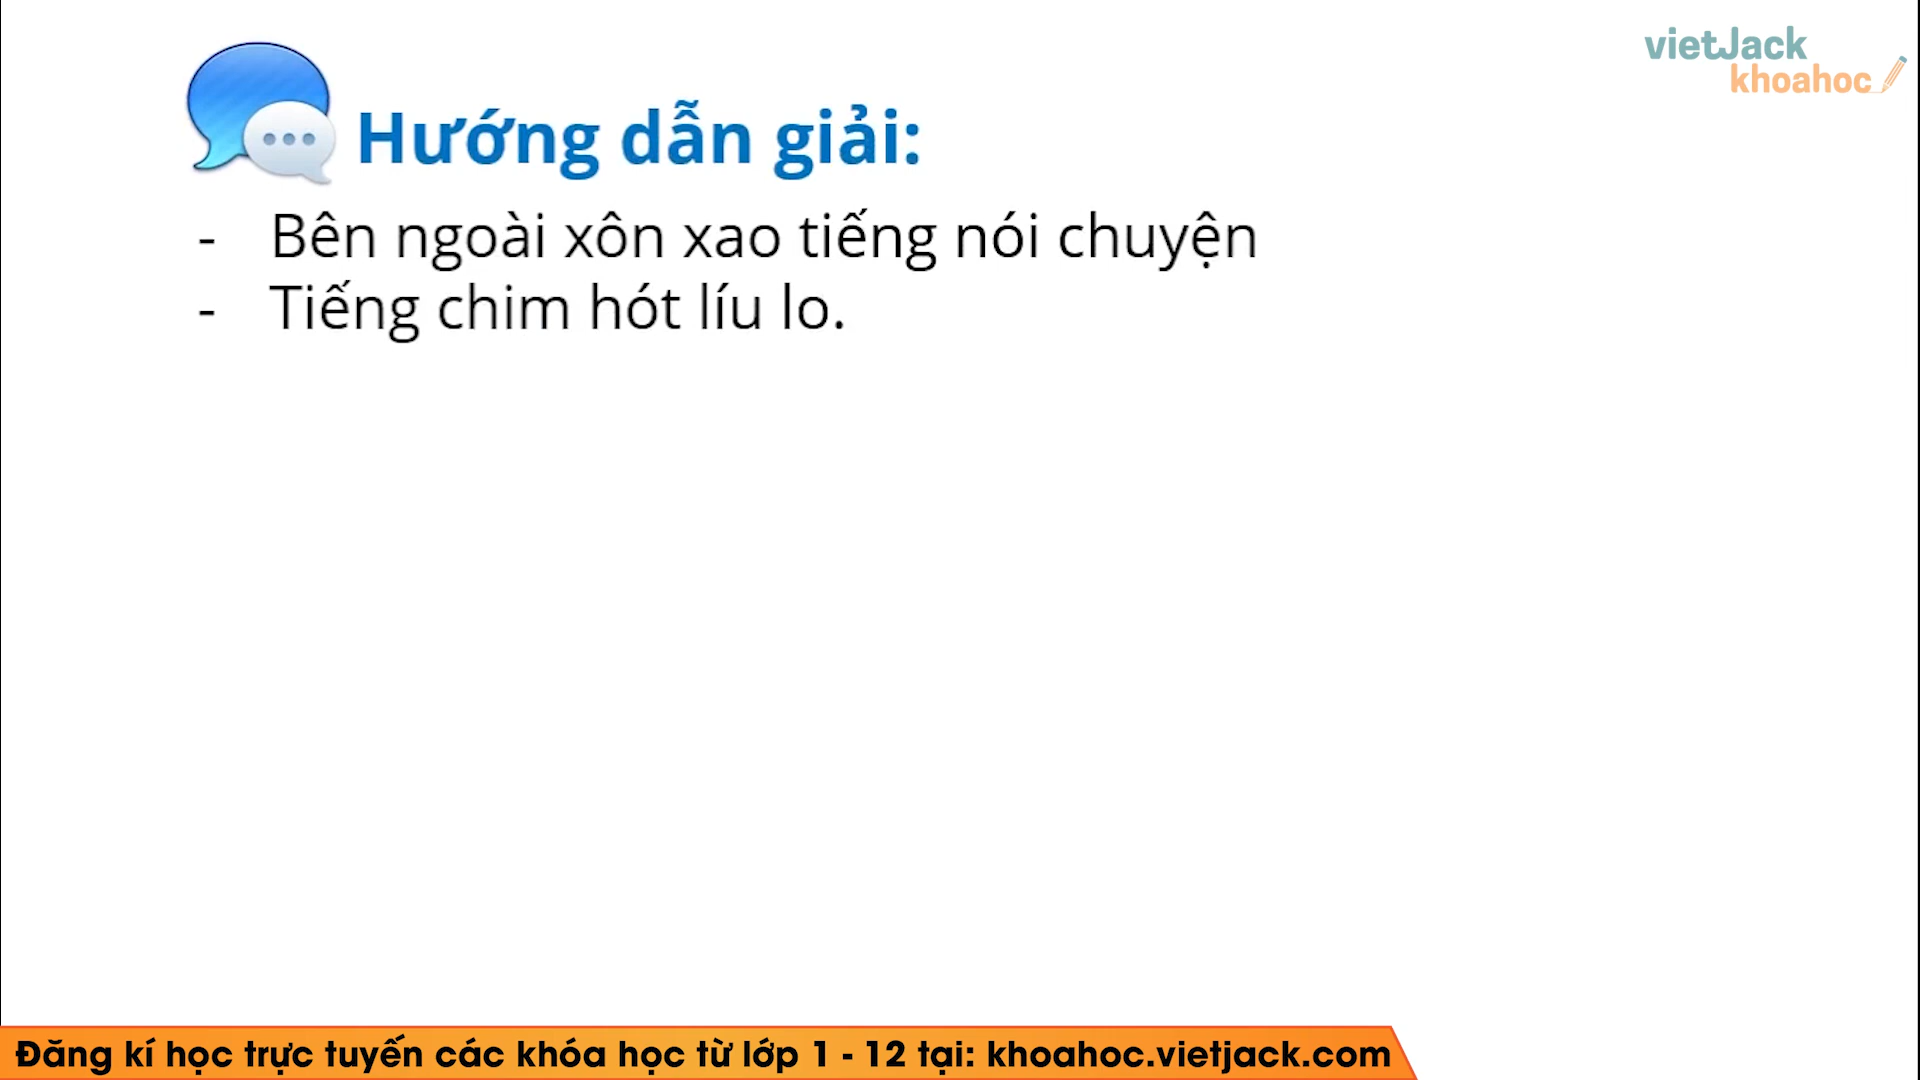 vietJack
khoahoc
Hướng dẫn giải:
- Bên ngoài xôn xao tiếng nói chuyện
- Tiếng chim hót líu lo.
Đăng kí học trực tuyến các khóa học từ lớp 1 - 12 tại: khoahoc.vietjack.com